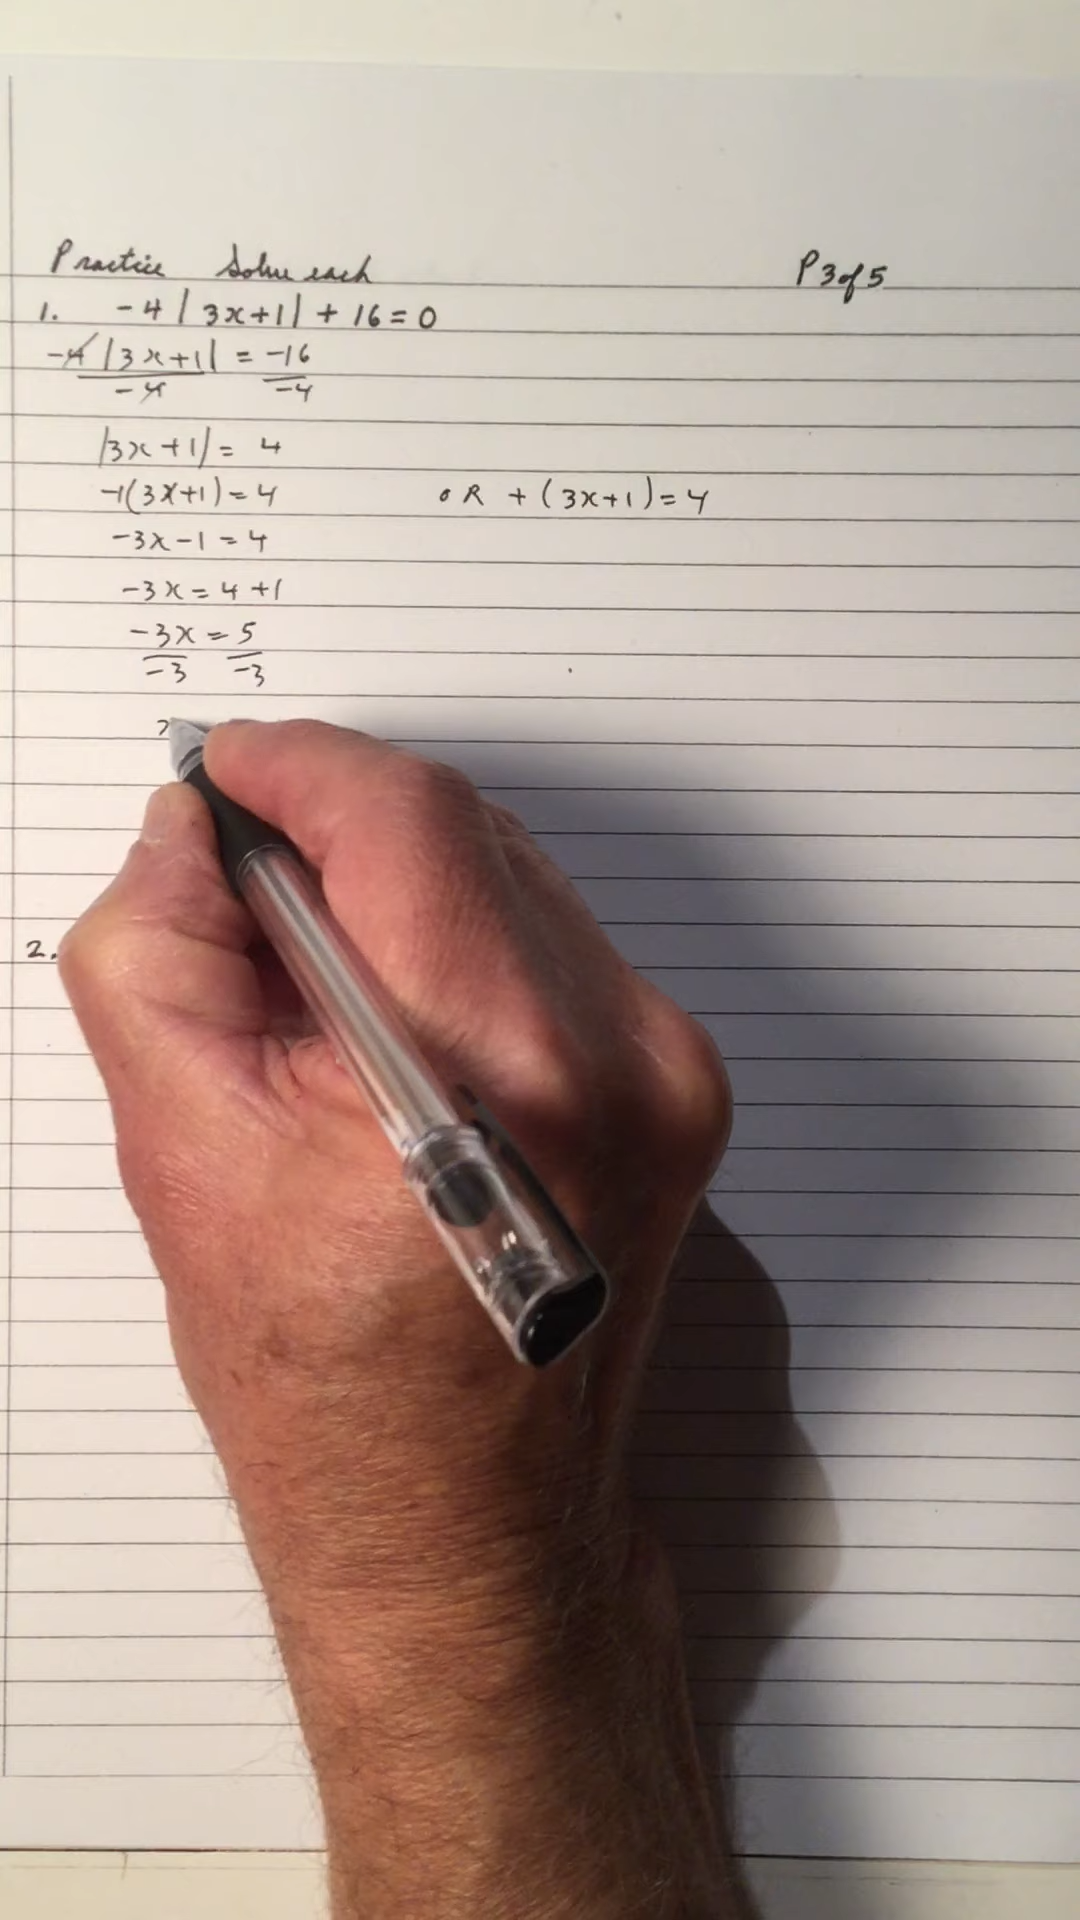 Practice Solve each P 3 of 5
1. -4|3x+1| + 16 = 0
-4|3x+1| = -16
-4 -4
|3x+1| = 4
-1(3x+1) = 4 OR +(3x+1) = 4
-3x-1 = 4
-3x = 4+1
-3x = 5
-3 -3
2.